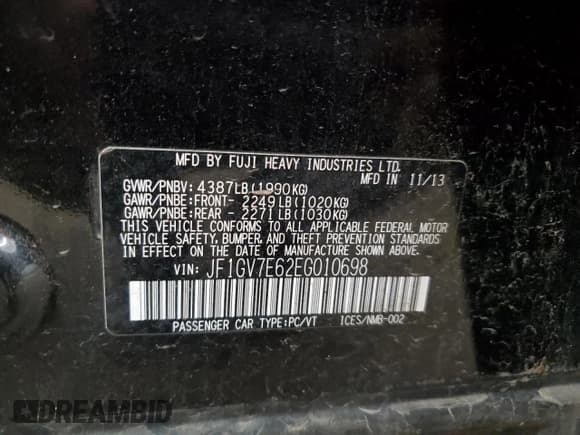 MFD BY FUJI HEAVY INDUSTRIES LTD.
MFD IN 11/13
GVWR/PNBV: 4387LB(1990KG)
GAWR/PNBE:FRONT- 2249LB(1020KG)
GAWR/PNBE:REAR - 2271LB(1030KG)
THIS VEHICLE CONFORMS TO ALL APPLICABLE FEDERAL MOTOR
VEHICLE SAFETY, BUMPER, AND THEFT PREVENTION STANDARDS
IN EFFECT ON THE DATE OF MANUFACTURE SHOWN ABOVE.
VIN: JF1GV7E62EG010698
PASSENGER CAR TYPE:PC/VT ICES/NMB-002
DREAMBID